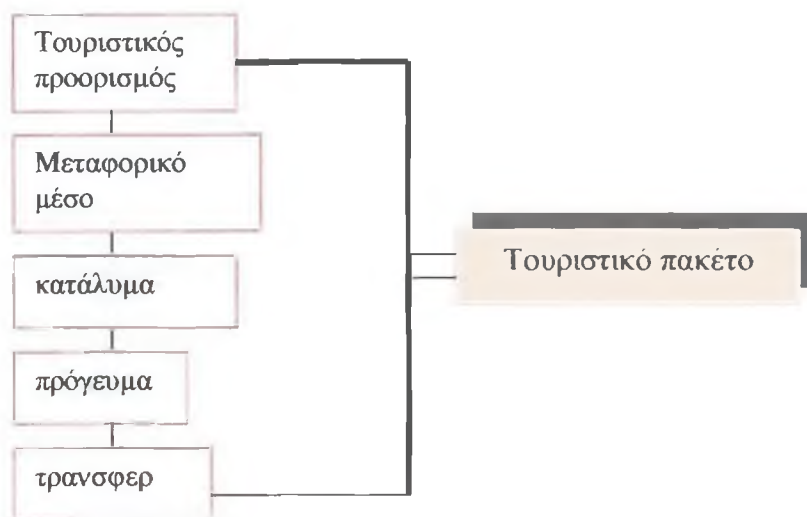 Τουριστικός
προορισμός
Μεταφορικό
μέσο
κατάλυμα
πρόγευμα
τρανσφερ
Τουριστικό πακέτο